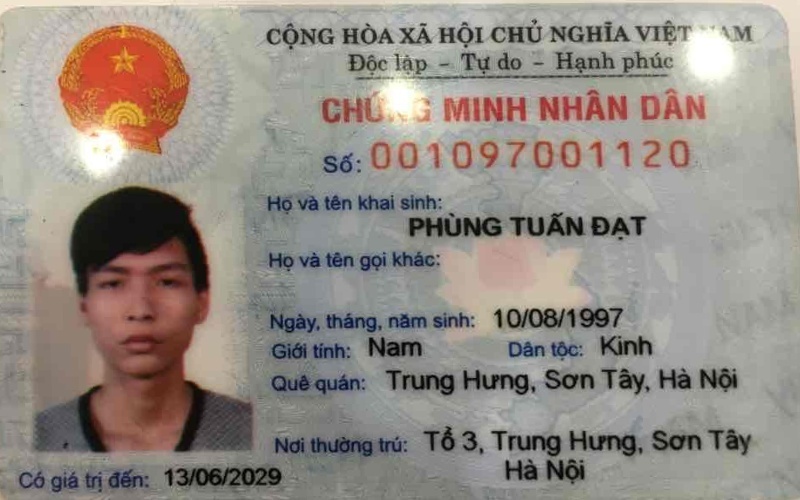 CỘNG HÒA XÃ HỘI CHỦ NGHĨA VIỆT NAM
Độc lập – Tự do – Hạnh phúc
CHỨNG MINH NHÂN DÂN
Số: 001097001120
Họ và tên khai sinh:
PHÙNG TUẤN ĐẠT
Họ và tên gọi khác:
Ngày, tháng, năm sinh: 10/08/1997
Giới tính: Nam Dân tộc: Kinh
Quê quán: Trung Hưng, Sơn Tây, Hà Nội
Nơi thường trú: Tổ 3, Trung Hưng, Sơn Tây
Hà Nội
Có giá trị đến: 13/06/2029